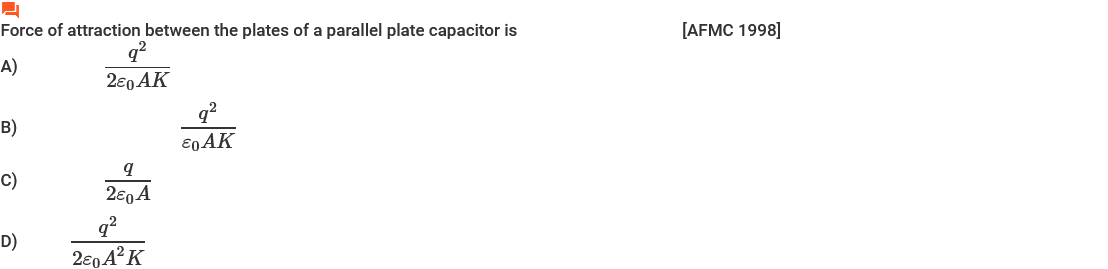 Force of attraction between the plates of a parallel plate capacitor is [AFMC 1998]
A) \frac{q^2}{2\varepsilon_0 AK}
B) \frac{q^2}{\varepsilon_0 AK}
C) \frac{q}{2\varepsilon_0 A}
D) \frac{q^2}{2\varepsilon_0 A^2 K}